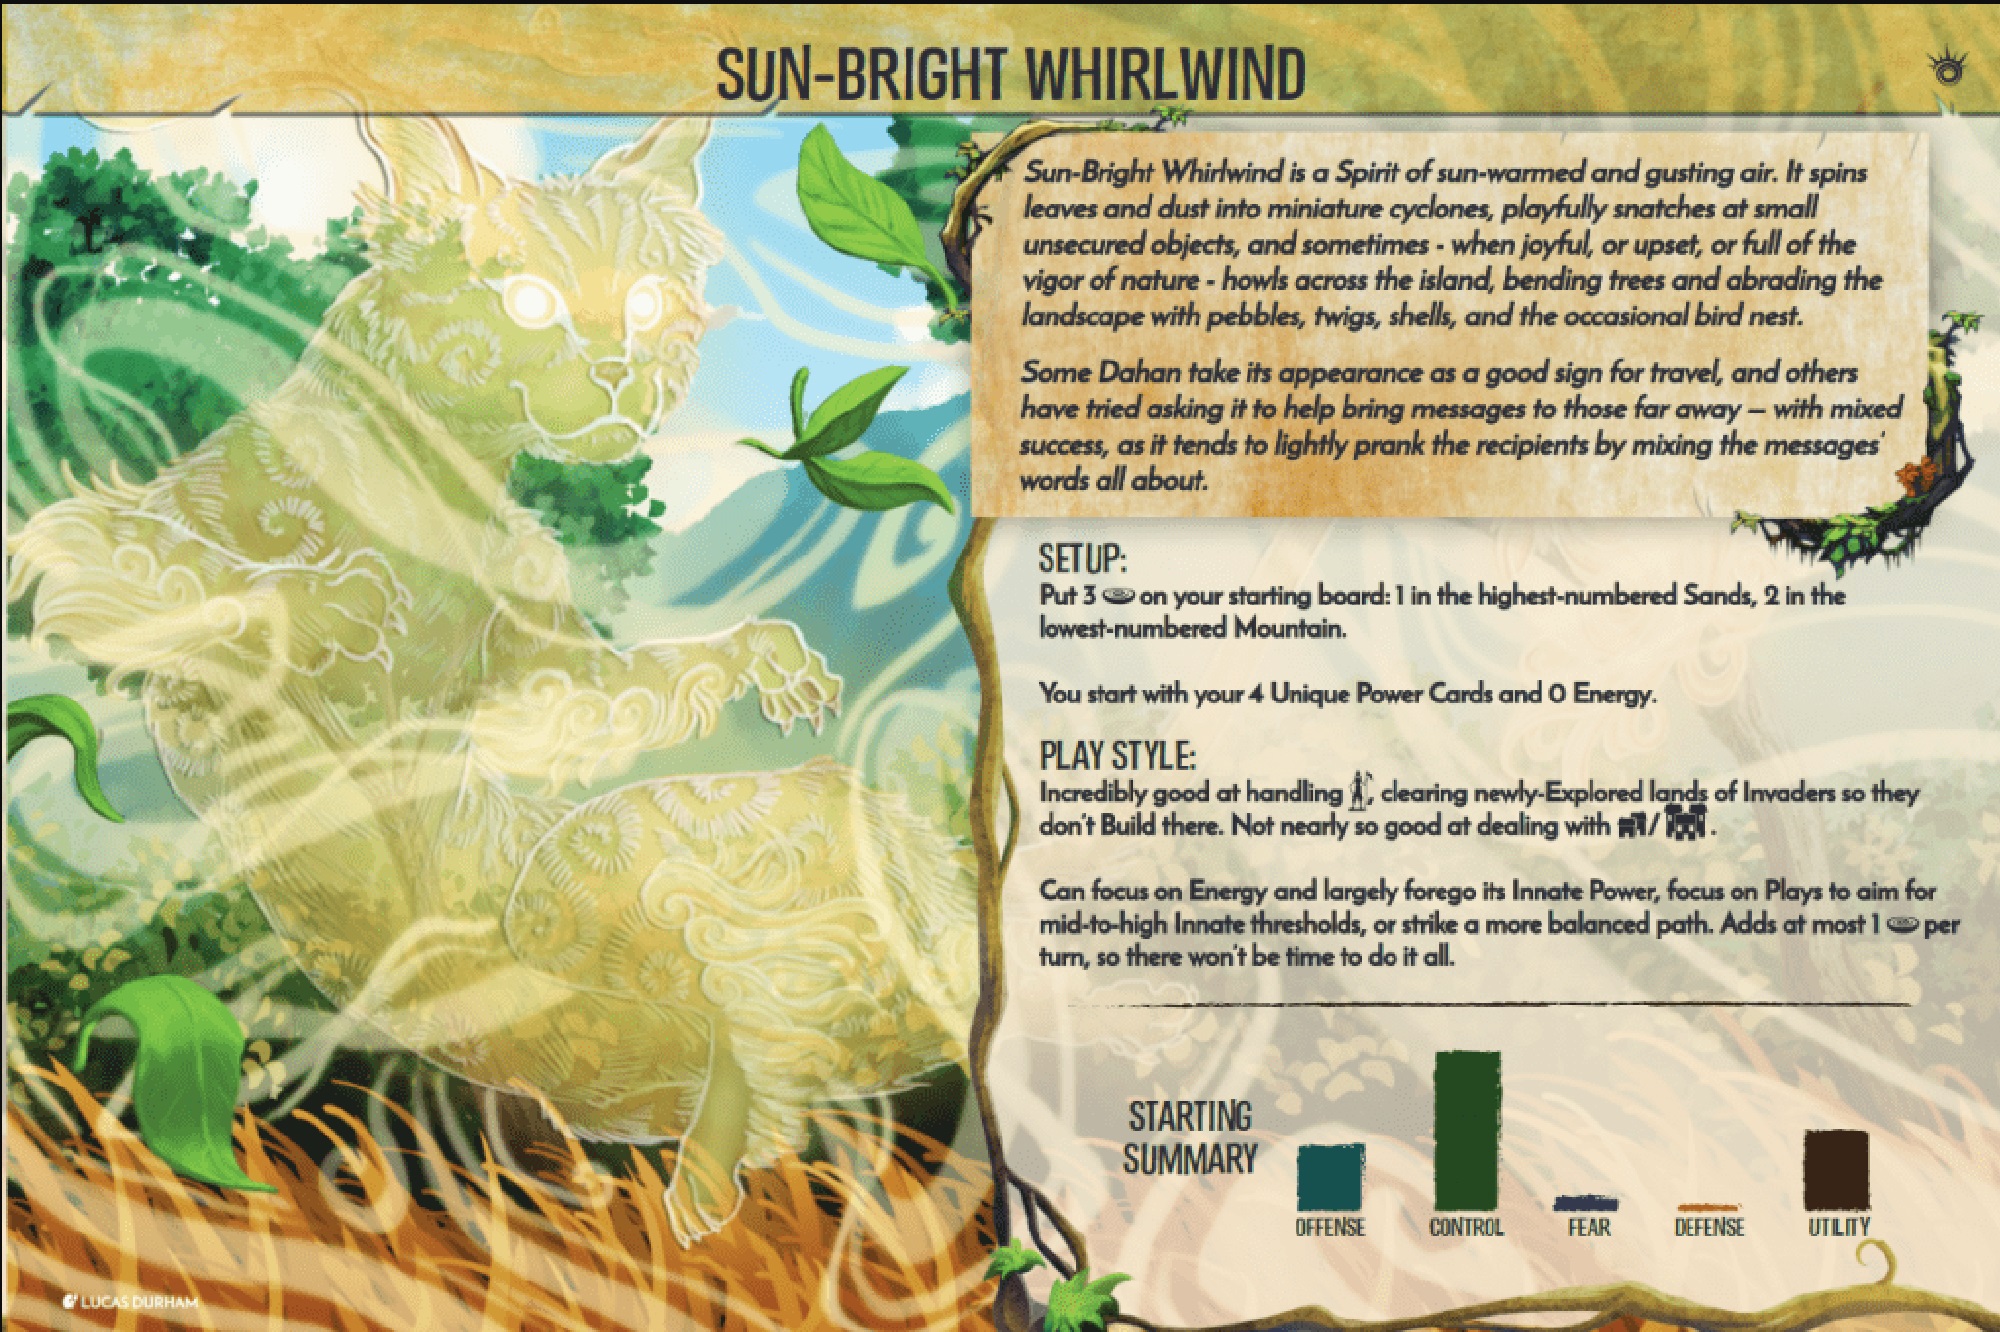 SUN-BRIGHT WHIRLWIND
Sun-Bright Whirlwind is a Spirit of sun-warmed and gusting air. It spins
leaves and dust into miniature cyclones, playfully snatches at small
unsecured objects, and sometimes - when joyful, or upset, or full of the
vigor of nature - howls across the island, bending trees and abrading the
landscape with pebbles, twigs, shells, and the occasional bird nest.
Some Dahan take its appearance as a good sign for travel, and others
have tried asking it to help bring messages to those far away – with mixed
success, as it tends to lightly prank the recipients by mixing the messages'
words all about.
SETUP:
Put 3 on your starting board: 1 in the highest-numbered Sands, 2 in the
lowest-numbered Mountain.
You start with your 4 Unique Power Cards and 0 Energy.
PLAY STYLE:
Incredibly good at handling , clearing newly-Explored lands of Invaders so they
don't Build there. Not nearly so good at dealing with / .
Can focus on Energy and largely forego its Innate Power, focus on Plays to aim for
mid-to-high Innate thresholds, or strike a more balanced path. Adds at most 1 per
turn, so there won't be time to do it all.
STARTING
SUMMARY
OFFENSE CONTROL FEAR DEFENSE UTILITY
LUCAS DURHAM